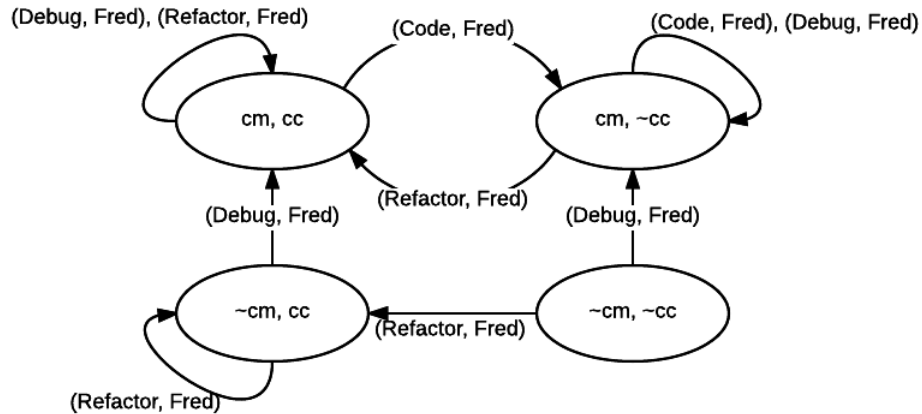 (Debug, Fred), (Refactor, Fred)
(Code, Fred)
(Code, Fred), (Debug, Fred)
cm, cc
cm, ~cc
(Refactor, Fred)
(Debug, Fred)
(Debug, Fred)
~cm, cc
~cm, ~cc
(Refactor, Fred)
(Refactor, Fred)